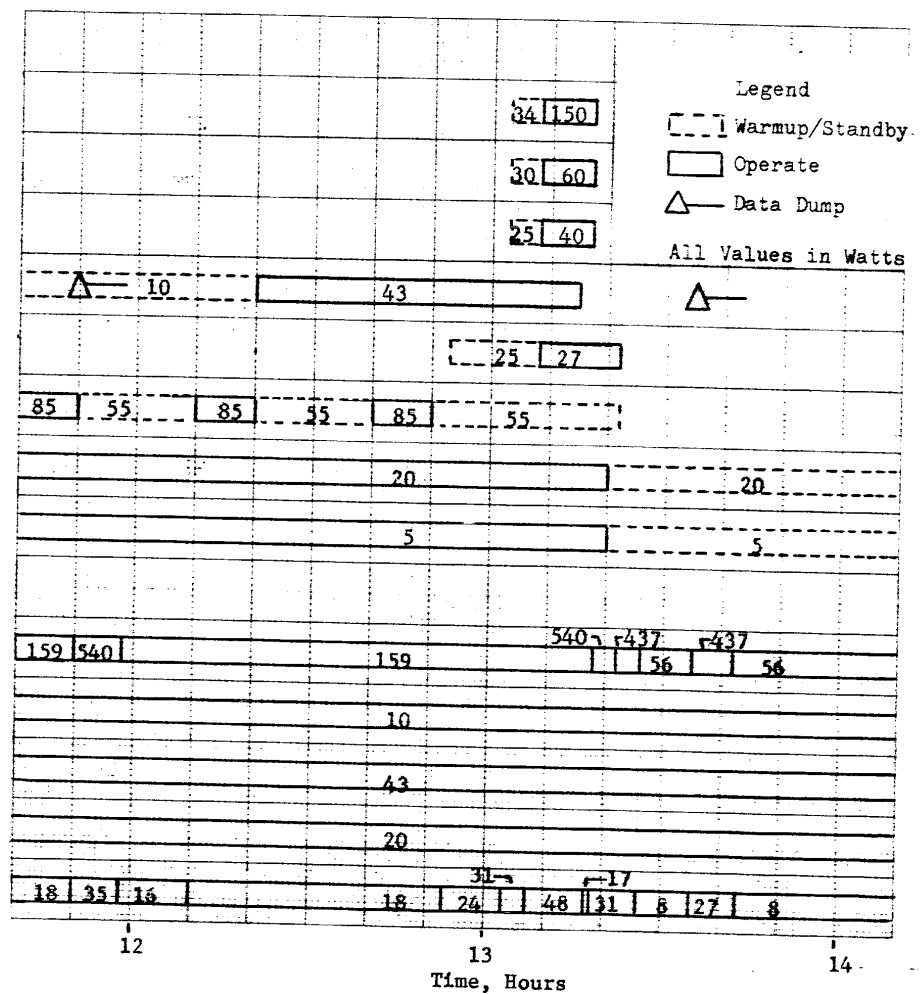 Legend
34 150
Warmup/Standby
30 60
Operate
25 40
Data Dump
All Values in Watts
10 43
25 27
85 55 85 55 85 55
20 20
5 5
540 437 437
159 540 159 56 56
10
43
20
31 17
18 35 16 18 24 48 31 8 27 8
12 13 14
Time, Hours